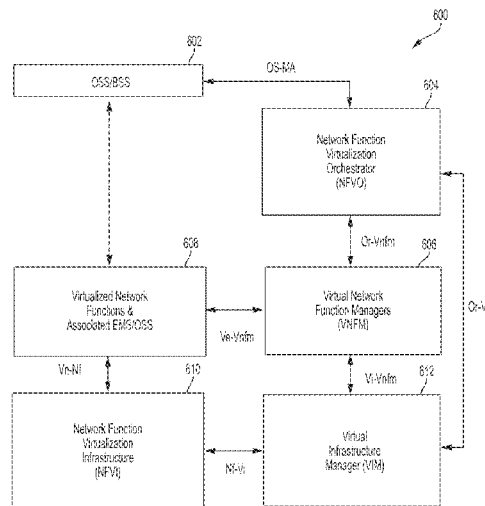 600
602
OSS/BSS
OS-MA
604
Network Function
Virtualization
Orchestrator
(NFVO)
Or-Vnfm
608
Virtualized Network
Functions &
Associated EMS/OSS
Ve-Vnfm
606
Virtual Network
Function Managers
(VNFM)
Or-V
Vn-Nf
610
Vi-Vnfm
612
Network Function
Virtualization
Infrastructure
(NFVI)
Nf-Vi
Virtual
Infrastructure
Manager (VIM)